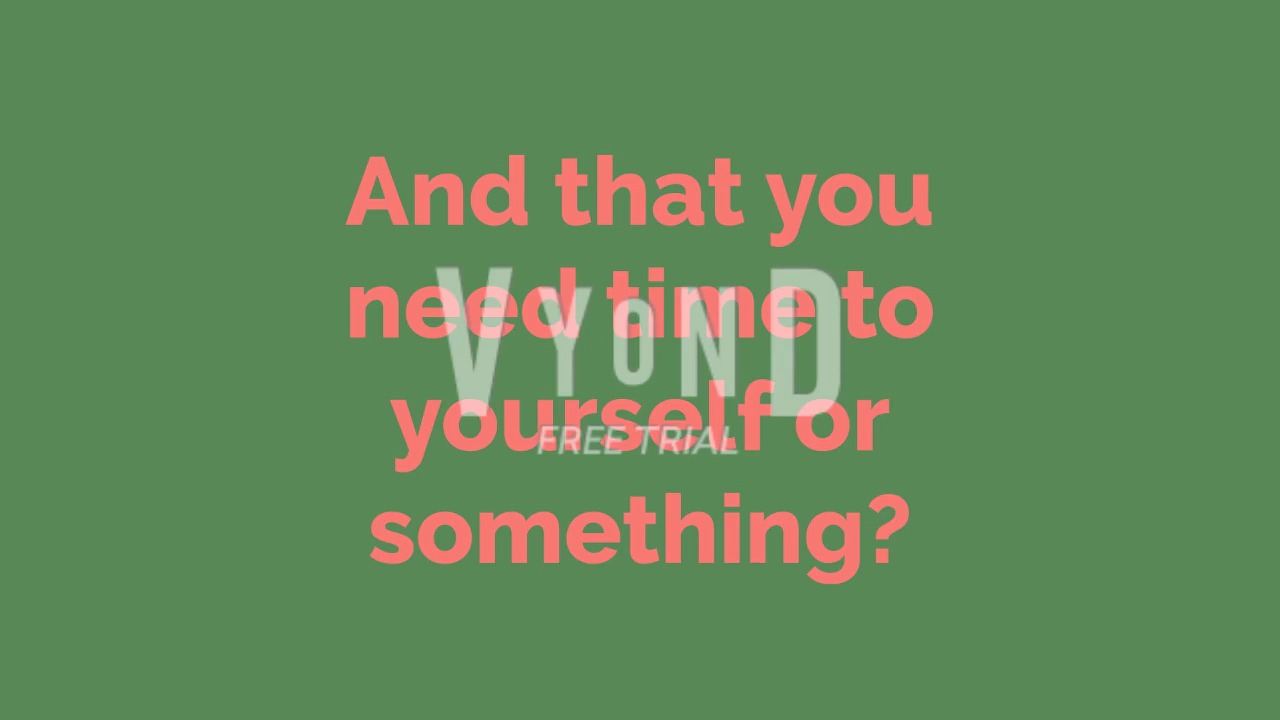 And that you
need time to
yourself or
something?
VYOND
FREE TRIAL